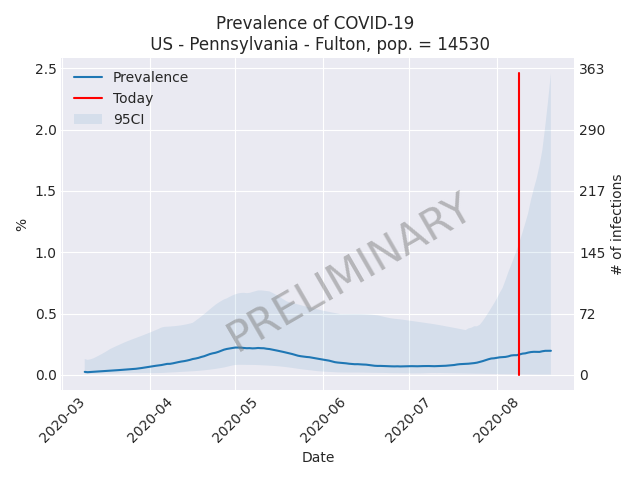 Prevalence of COVID-19
US - Pennsylvania - Fulton, pop. = 14530
Prevalence
Today
95CI
2.5
2.0
1.5
1.0
0.5
0.0
%
363
290
217
145
72
0
# of infections
PRELIMINARY
2020-03
2020-04
2020-05
2020-06
2020-07
2020-08
Date